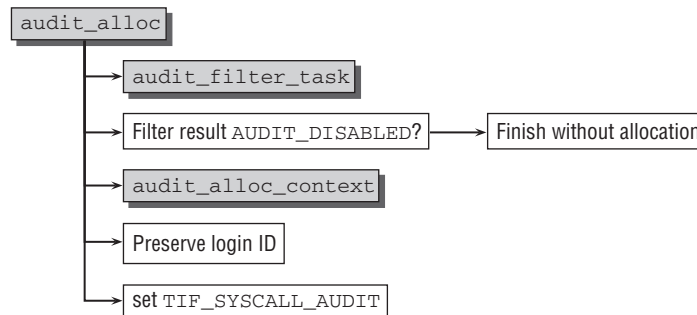 audit_alloc
audit_filter_task
Filter result AUDIT_DISABLED?
Finish without allocation
audit_alloc_context
Preserve login ID
set TIF_SYSCALL_AUDIT